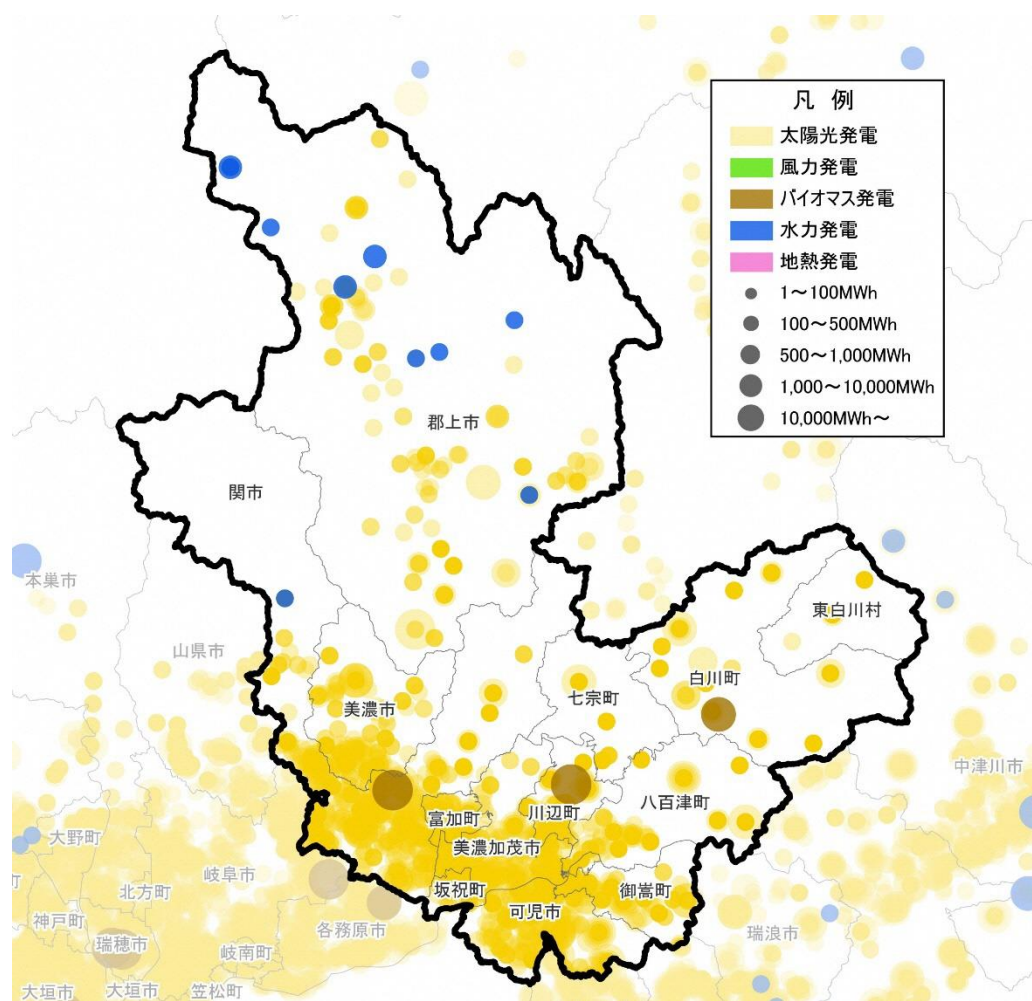 凡 例
太陽光発電
風力発電
バイオマス発電
水力発電
地熱発電
1～100MWh
100～500MWh
500～1,000MWh
1,000～10,000MWh
10,000MWh～
郡上市
関市
本巣市
東白川村
山県市
白川町
七宗町
美濃市
中津川市
八百津町
川辺町
富加町
大野町
美濃加茂市
岐阜市
北方町
坂祝町
御嵩町
可児市
神戸町
各務原市
瑞浪市
瑞穂市
岐南町
大垣市
大垣市
笠松町
町